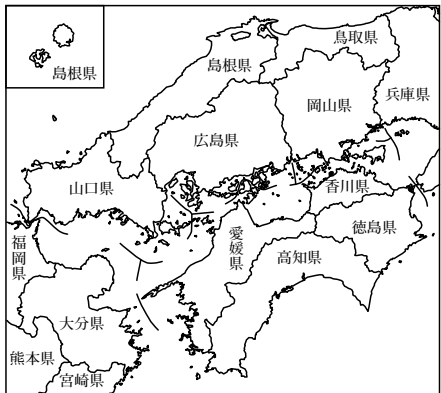 島根県
鳥取県
島根県
兵庫県
岡山県
広島県
山口県
香川県
徳島県
愛媛県
高知県
福岡県
大分県
熊本県
宮崎県